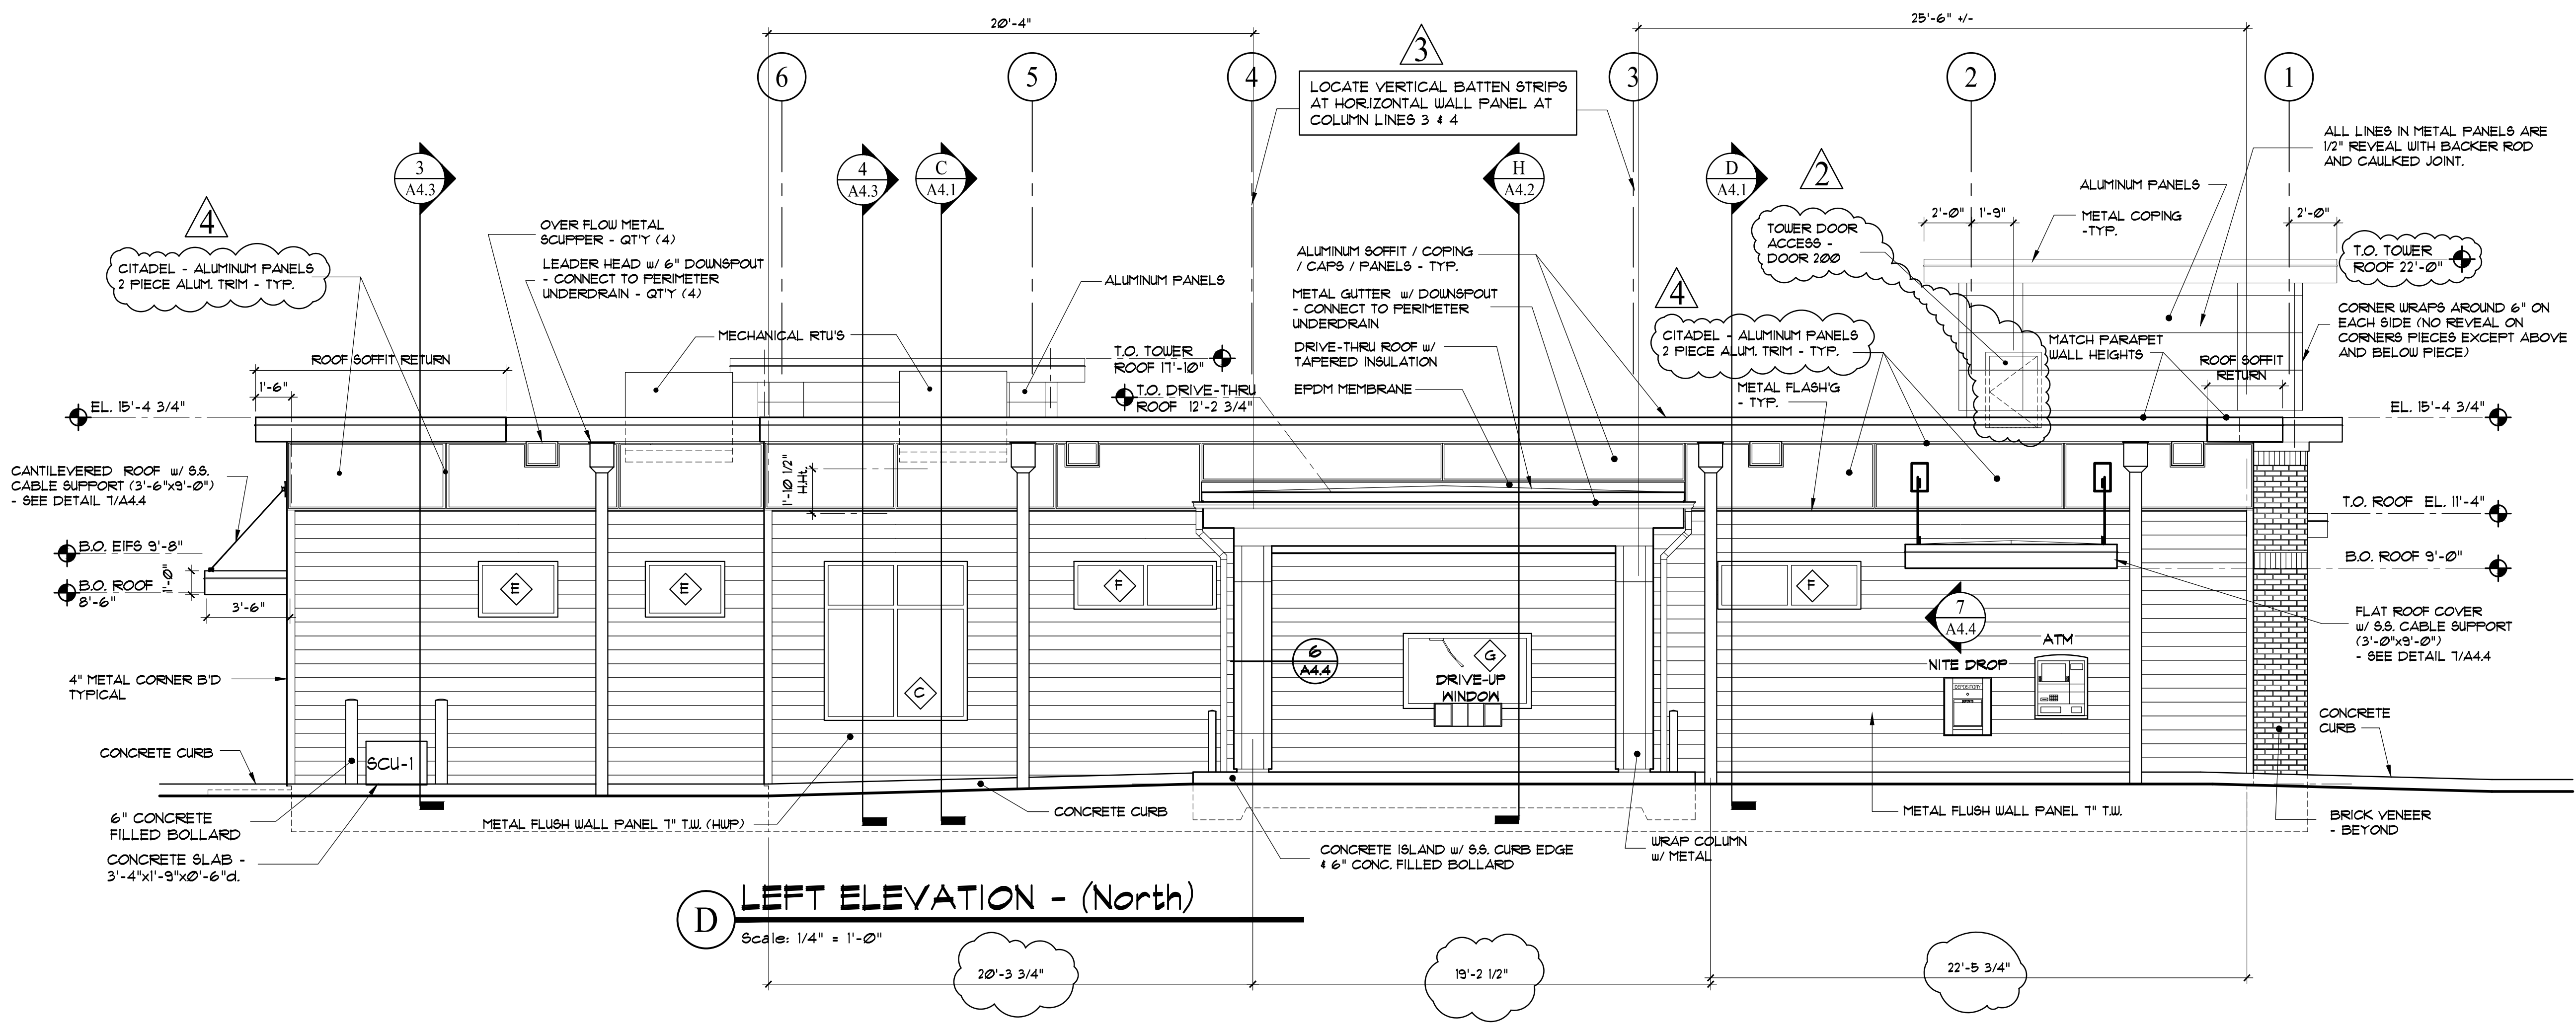 20'-4"
25'-6" +/-
6
5
4
3
3
2
1
LOCATE VERTICAL BATTEN STRIPS
AT HORIZONTAL WALL PANEL AT
COLUMN LINES 3 & 4
ALL LINES IN METAL PANELS ARE
1/2" REVEAL WITH BACKER ROD
AND CAULKED JOINT.
3
A4.3
4
A4.3
C
A4.1
H
A4.2
D
A4.1
2
ALUMINUM PANELS
2'-0"
1'-9"
METAL COPING
-TYP.
2'-0"
4
CITADEL - ALUMINUM PANELS
2 PIECE ALUM. TRIM - TYP.
OVER FLOW METAL
SCUPPER - QT'Y (4)
LEADER HEAD w/ 6" DOWNSPOUT
- CONNECT TO PERIMETER
UNDERDRAIN - QT'Y (4)
ALUMINUM PANELS
MECHANICAL RTU'S
ALUMINUM SOFFIT / COPING
/ CAPS / PANELS - TYP.
METAL GUTTER w/ DOWNSPOUT
- CONNECT TO PERIMETER
UNDERDRAIN
DRIVE-THRU ROOF w/
TAPERED INSULATION
EPDM MEMBRANE
TOWER DOOR
ACCESS -
DOOR 200
T.O. TOWER
ROOF 22'-0"
4
CITADEL - ALUMINUM PANELS
2 PIECE ALUM. TRIM - TYP.
METAL FLASH'G
- TYP.
MATCH PARAPET
WALL HEIGHTS
ROOF SOFFIT
RETURN
CORNER WRAPS AROUND 6" ON
EACH SIDE (NO REVEAL ON
CORNERS PIECES EXCEPT ABOVE
AND BELOW PIECE)
ROOF SOFFIT RETURN
1'-6"
T.O. TOWER
ROOF 17'-10"
T.O. DRIVE-THRU
ROOF 12'-2 3/4"
EL. 15'-4 3/4"
EL. 15'-4 3/4"
CANTILEVERED ROOF w/ S.S.
CABLE SUPPORT (3'-6"x9'-0")
- SEE DETAIL 7/A4.4
1'-10 1/2"
H.Ht.
T.O. ROOF EL. 11'-4"
B.O. EIFS 9'-8"
B.O. ROOF
8'-6"
1'-0"
3'-6"
B.O. ROOF 9'-0"
E
E
F
F
C
G
DRIVE-UP
WINDOW
6
A4.4
7
A4.4
ATM
NITE DROP
DEPOSITORY
FLAT ROOF COVER
w/ S.S. CABLE SUPPORT
(3'-0"x9'-0")
- SEE DETAIL 7/A4.4
4" METAL CORNER B'D
TYPICAL
CONCRETE CURB
SCU-1
CONCRETE
CURB
6" CONCRETE
FILLED BOLLARD
CONCRETE SLAB -
3'-4"x1'-9"x0'-6"d.
METAL FLUSH WALL PANEL 7" T.W. (HWP)
CONCRETE CURB
CONCRETE ISLAND w/ S.S. CURB EDGE
& 6" CONC. FILLED BOLLARD
WRAP COLUMN
w/ METAL
METAL FLUSH WALL PANEL 7" T.W.
BRICK VENEER
- BEYOND
D
LEFT ELEVATION - (North)
Scale: 1/4" = 1'-0"
20'-3 3/4"
19'-2 1/2"
22'-5 3/4"